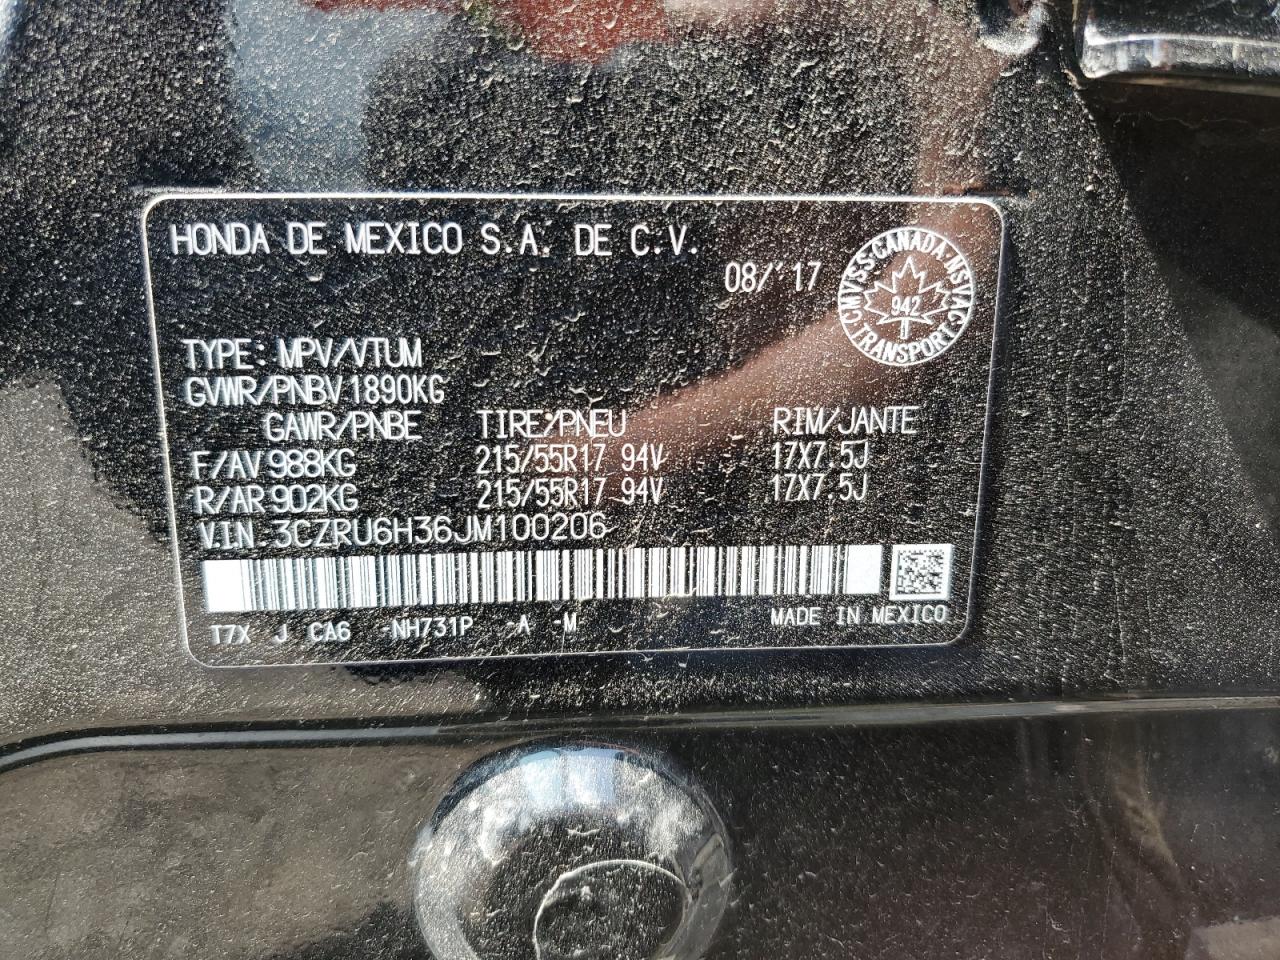 HONDA DE MEXICO S.A. DE C.V.
08/'17
CMVSS·CANADA·NSVAC·TRANSPORT
942
TYPE: MPV/VTUM
GVWR/PNBV 1890KG
GAWR/PNBE TIRE/PNEU RIM/JANTE
F/AV 988KG 215/55R17 94V 17X7.5J
R/AR 902KG 215/55R17 94V 17X7.5J
V.I.N. 3CZRU6H36JM100206
T7X J CA6 -NH731P -A -M MADE IN MEXICO